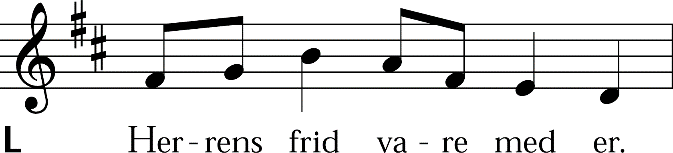 L Her - rens frid va - re med er.